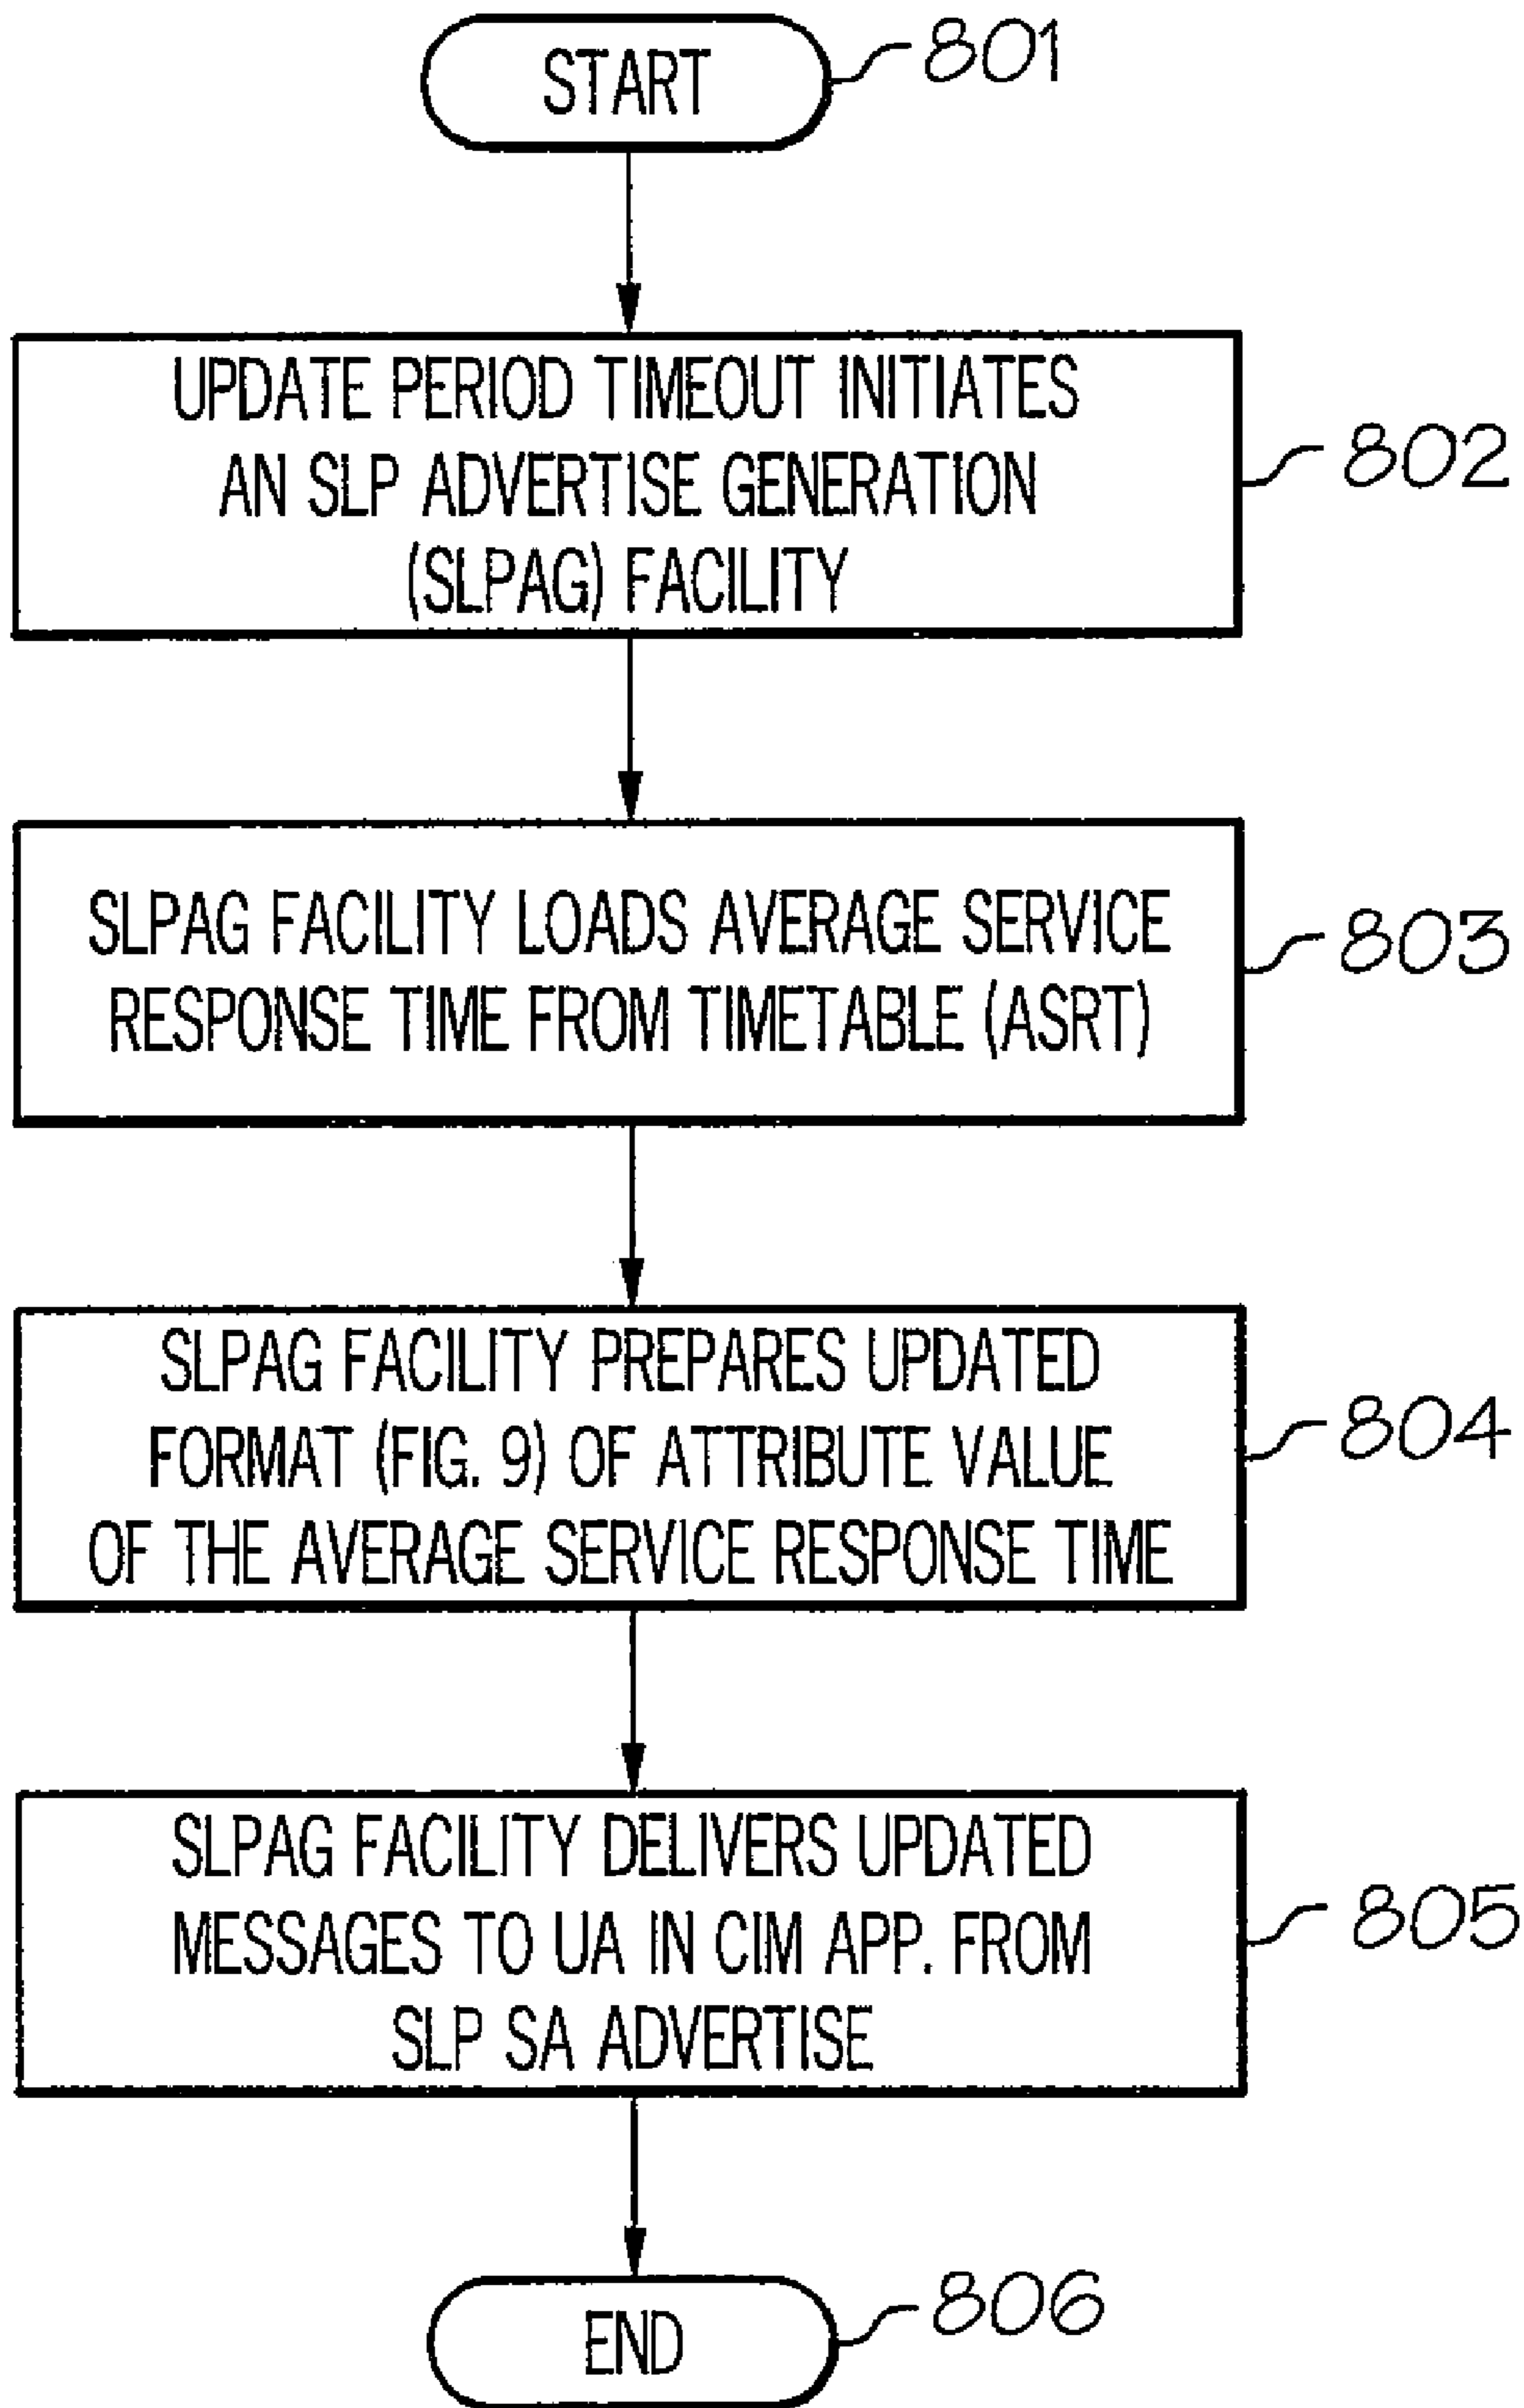 START
801
UPDATE PERIOD TIMEOUT INITIATES
AN SLP ADVERTISE GENERATION
(SLPAG) FACILITY
802
SLPAG FACILITY LOADS AVERAGE SERVICE
RESPONSE TIME FROM TIMETABLE (ASRT)
803
SLPAG FACILITY PREPARES UPDATED
FORMAT (FIG. 9) OF ATTRIBUTE VALUE
OF THE AVERAGE SERVICE RESPONSE TIME
804
SLPAG FACILITY DELIVERS UPDATED
MESSAGES TO UA IN CIM APP. FROM
SLP SA ADVERTISE
805
END
806